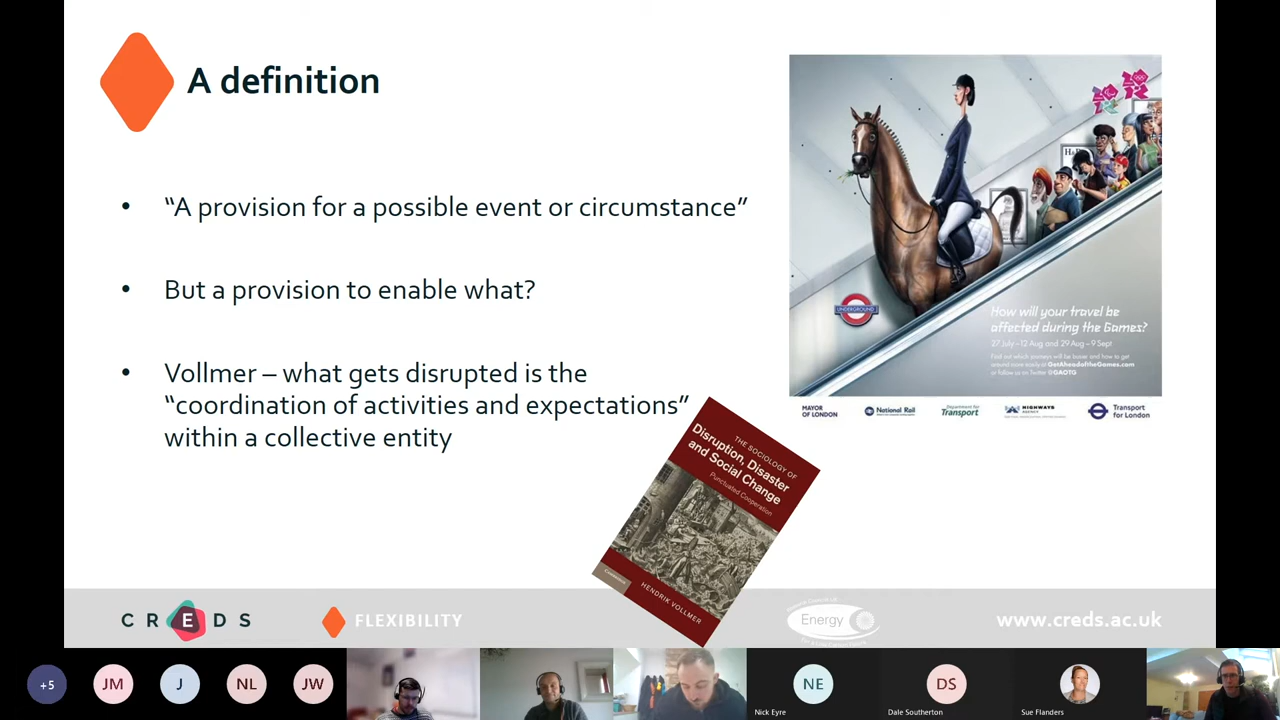 A definition
• “A provision for a possible event or circumstance”
• But a provision to enable what?
• Vollmer – what gets disrupted is the
“coordination of activities and expectations”
within a collective entity
UNDERGROUND
How will your travel be
affected during the Games?
27 July – 12 Aug and 29 Aug – 9 Sept
Find out which journeys will be busier and how to get
around more easily at GetAheadoftheGames.com
or follow us on Twitter @GAOTG
MAYOR
OF LONDON
National Rail
Department for
Transport
HIGHWAYS
AGENCY
Transport
for London
THE SOCIOLOGY OF
Disruption, Disaster
and Social Change
Punctuated Cooperation
HENDRIK VOLLMER
CREDS
FLEXIBILITY
Energy
www.creds.ac.uk
+5
JM
J
NL
JW
NE
Nick Eyre
DS
Dale Southerton
Sue Flanders